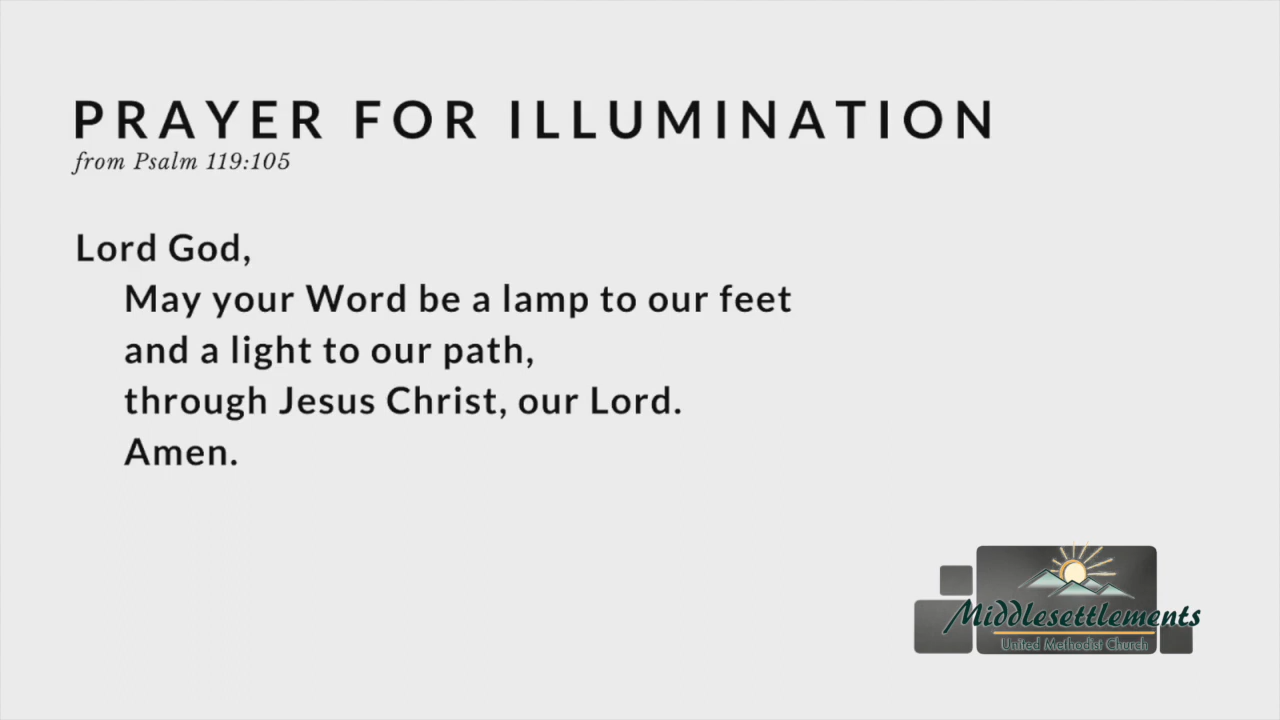 PRAYER FOR ILLUMINATION
from Psalm 119:105
Lord God,
May your Word be a lamp to our feet
and a light to our path,
through Jesus Christ, our Lord.
Amen.
Middlesettlements
United Methodist Church